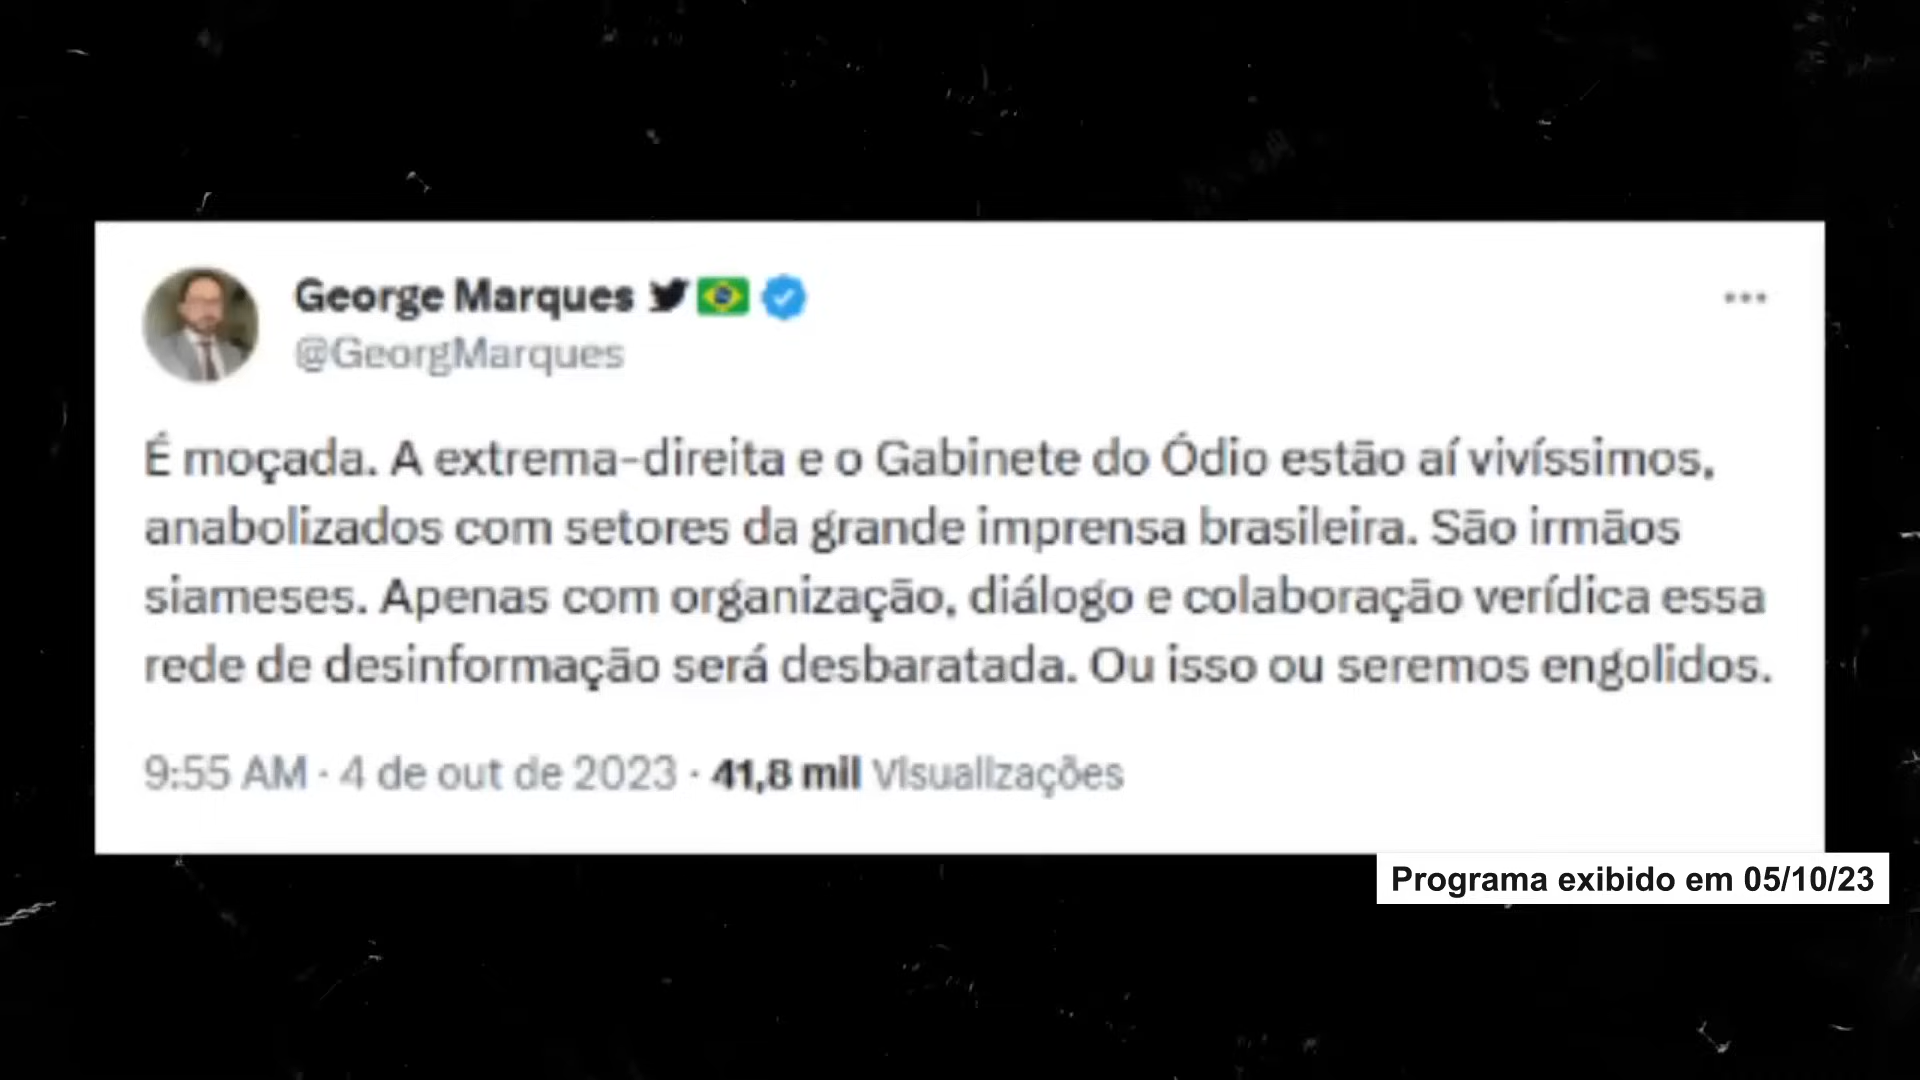 George Marques
@GeorgMarques
É moçada. A extrema-direita e o Gabinete do Ódio estão aí vivíssimos,
anabolizados com setores da grande imprensa brasileira. São irmãos
siameses. Apenas com organização, diálogo e colaboração verídica essa
rede de desinformação será desbaratada. Ou isso ou seremos engolidos.
9:55 AM · 4 de out de 2023 · 41,8 mil Visualizações
Programa exibido em 05/10/23